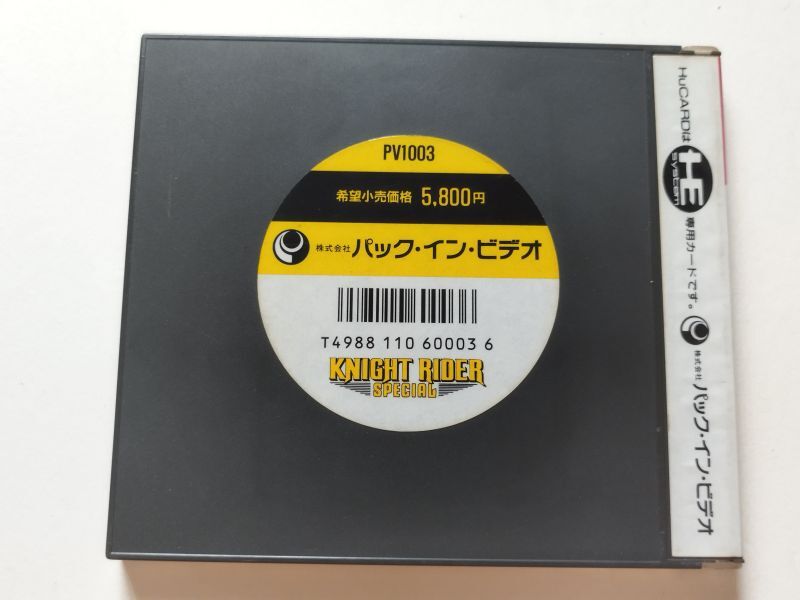 PV1003
希望小売価格 5,800円
株式会社 パック・イン・ビデオ
T4988 110 60003 6
KNIGHT RIDER
SPECIAL
HuCARDは HE system 専用カードです。 株式会社 パック・イン・ビデオ